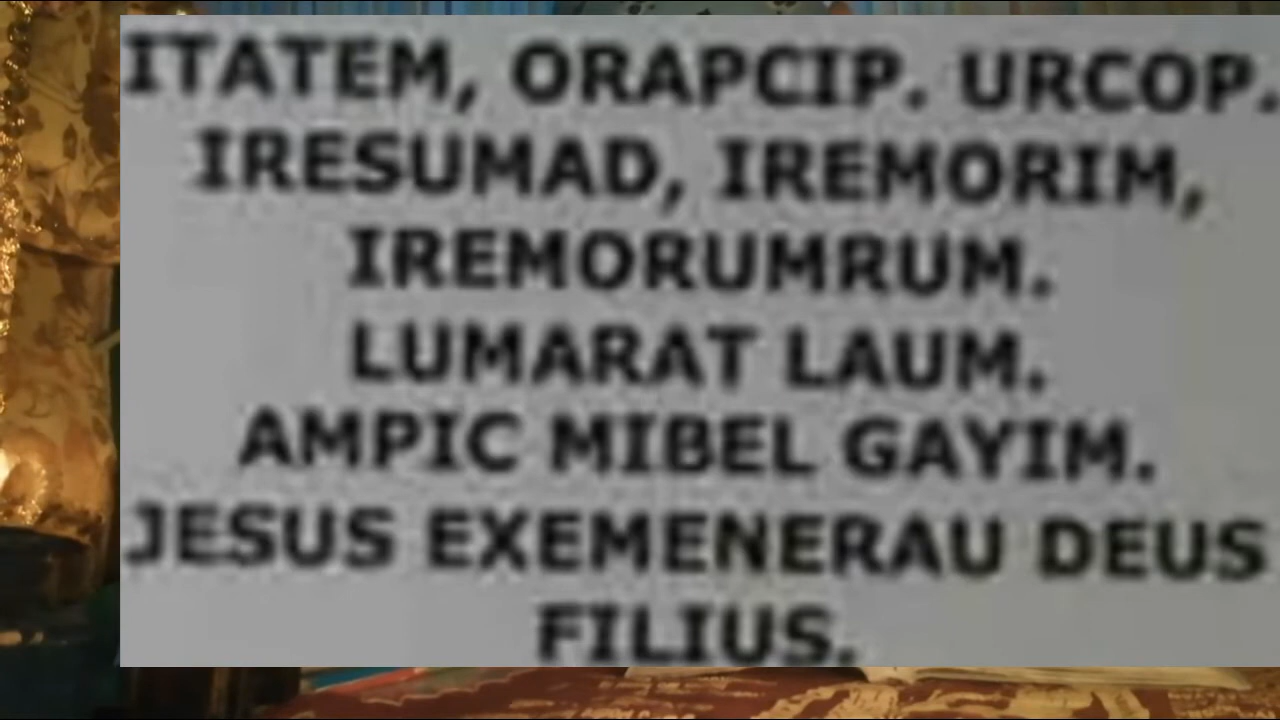 ITATEM, ORAPCIP. URCOP.
IRESUMAD, IREMORIM,
IREMORUMRUM.
LUMARAT LAUM.
AMPIC MIBEL GAYIM.
JESUS EXEMENERAU DEUS
FILIUS.